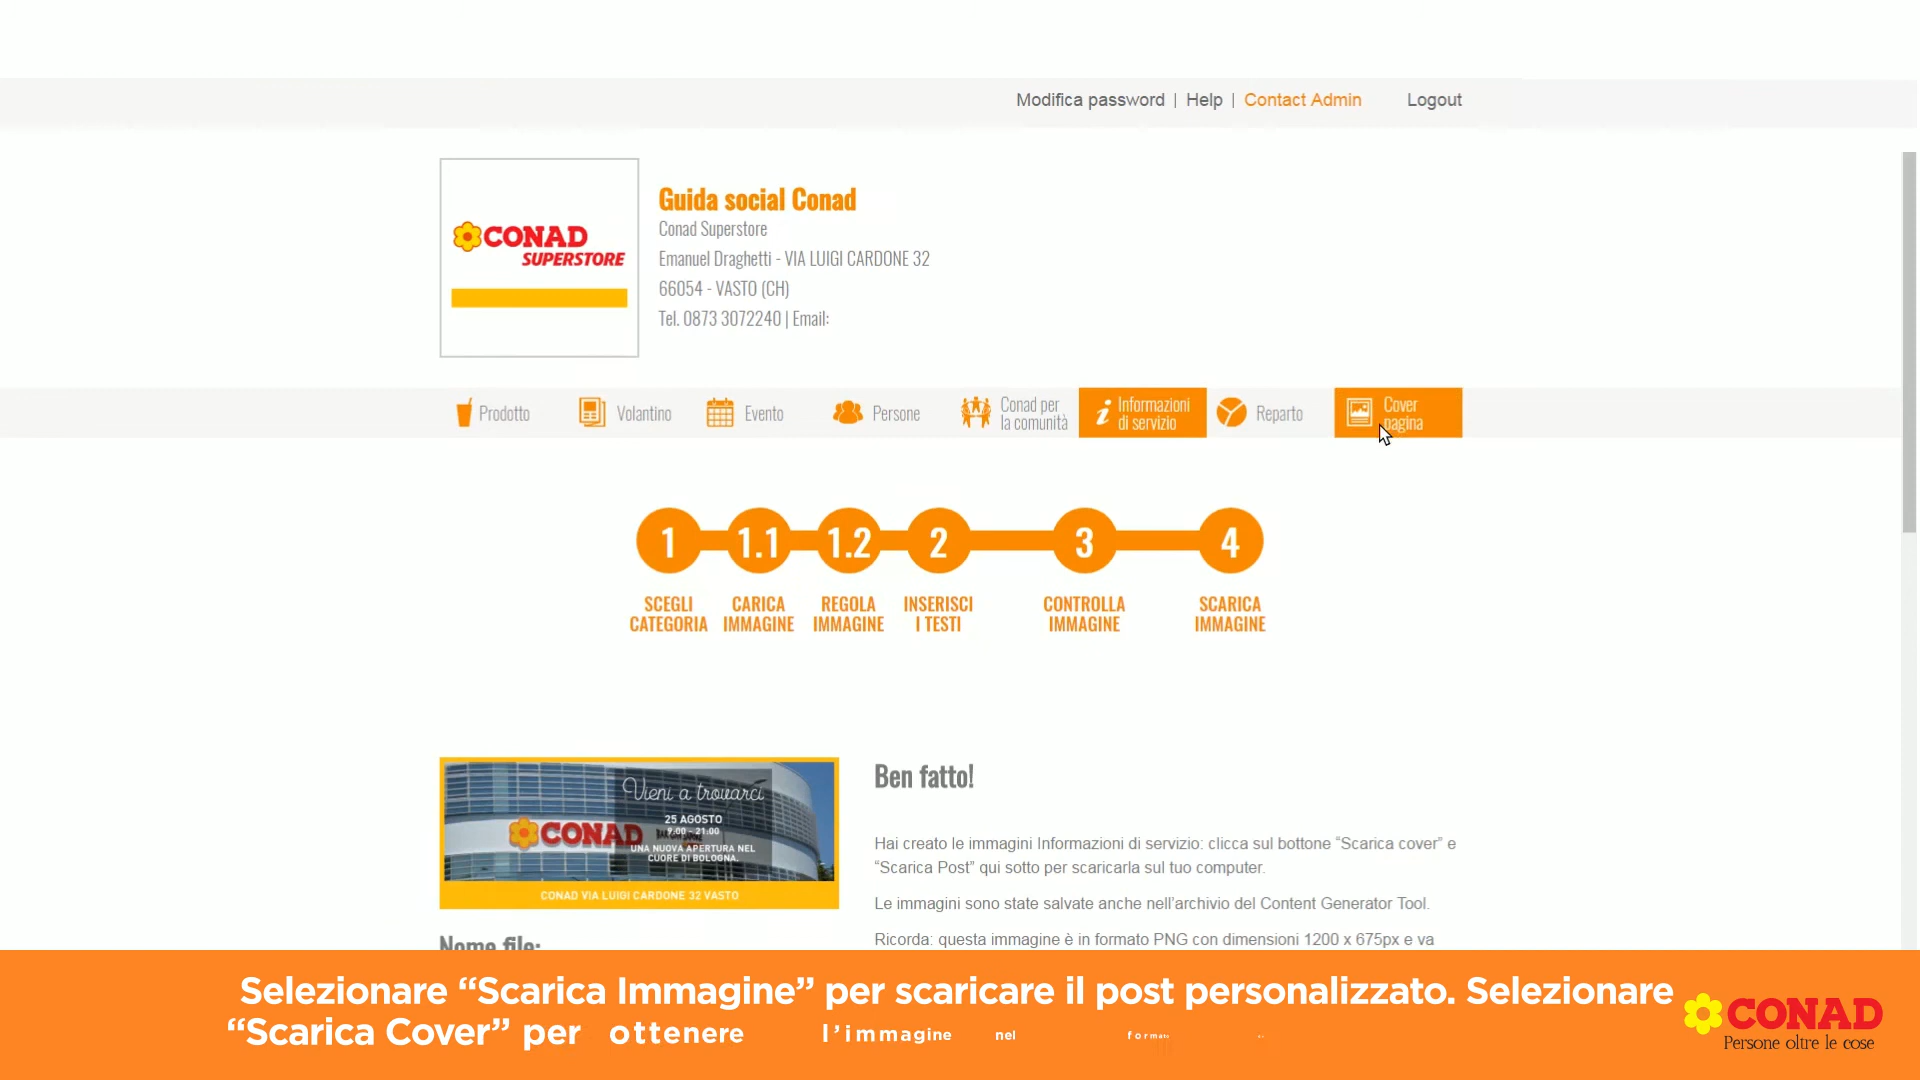 Modifica password | Help | Contact Admin Logout
CONAD
SUPERSTORE
Guida social Conad
Conad Superstore
Emanuel Draghetti - VIA LUIGI CARDONE 32
66054 - VASTO (CH)
Tel. 0873 3072240 | Email:
Prodotto
Volantino
Evento
Persone
Conad per
la comunità
Informazioni
di servizio
Reparto
Cover
pagina
1 1.1 1.2 2 3 4
SCEGLI
CATEGORIA
CARICA
IMMAGINE
REGOLA
IMMAGINE
INSERISCI
I TESTI
CONTROLLA
IMMAGINE
SCARICA
IMMAGINE
Vieni a trovarci
25 AGOSTO
9.00 - 21.00
UNA NUOVA APERTURA NEL
CUORE DI BOLOGNA.
CONAD
CONAD VIA LUIGI CARDONE 32 VASTO
Nome file:
Ben fatto!
Hai creato le immagini Informazioni di servizio: clicca sul bottone “Scarica cover” e
“Scarica Post” qui sotto per scaricarla sul tuo computer.
Le immagini sono state salvate anche nell’archivio del Content Generator Tool.
Ricorda: questa immagine è in formato PNG con dimensioni 1200 x 675px e va
Selezionare “Scarica Immagine” per scaricare il post personalizzato. Selezionare
“Scarica Cover” per ottenere l’immagine nel formato
CONAD
Persone oltre le cose